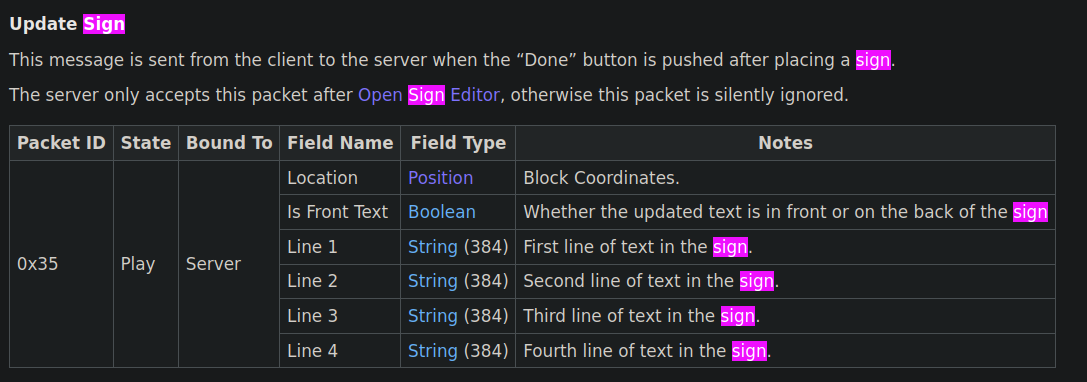 Update Sign
This message is sent from the client to the server when the “Done” button is pushed after placing a sign.
The server only accepts this packet after Open Sign Editor, otherwise this packet is silently ignored.
Packet ID State Bound To Field Name Field Type Notes
0x35 Play Server Location Position Block Coordinates.
Is Front Text Boolean Whether the updated text is in front or on the back of the sign
Line 1 String (384) First line of text in the sign.
Line 2 String (384) Second line of text in the sign.
Line 3 String (384) Third line of text in the sign.
Line 4 String (384) Fourth line of text in the sign.